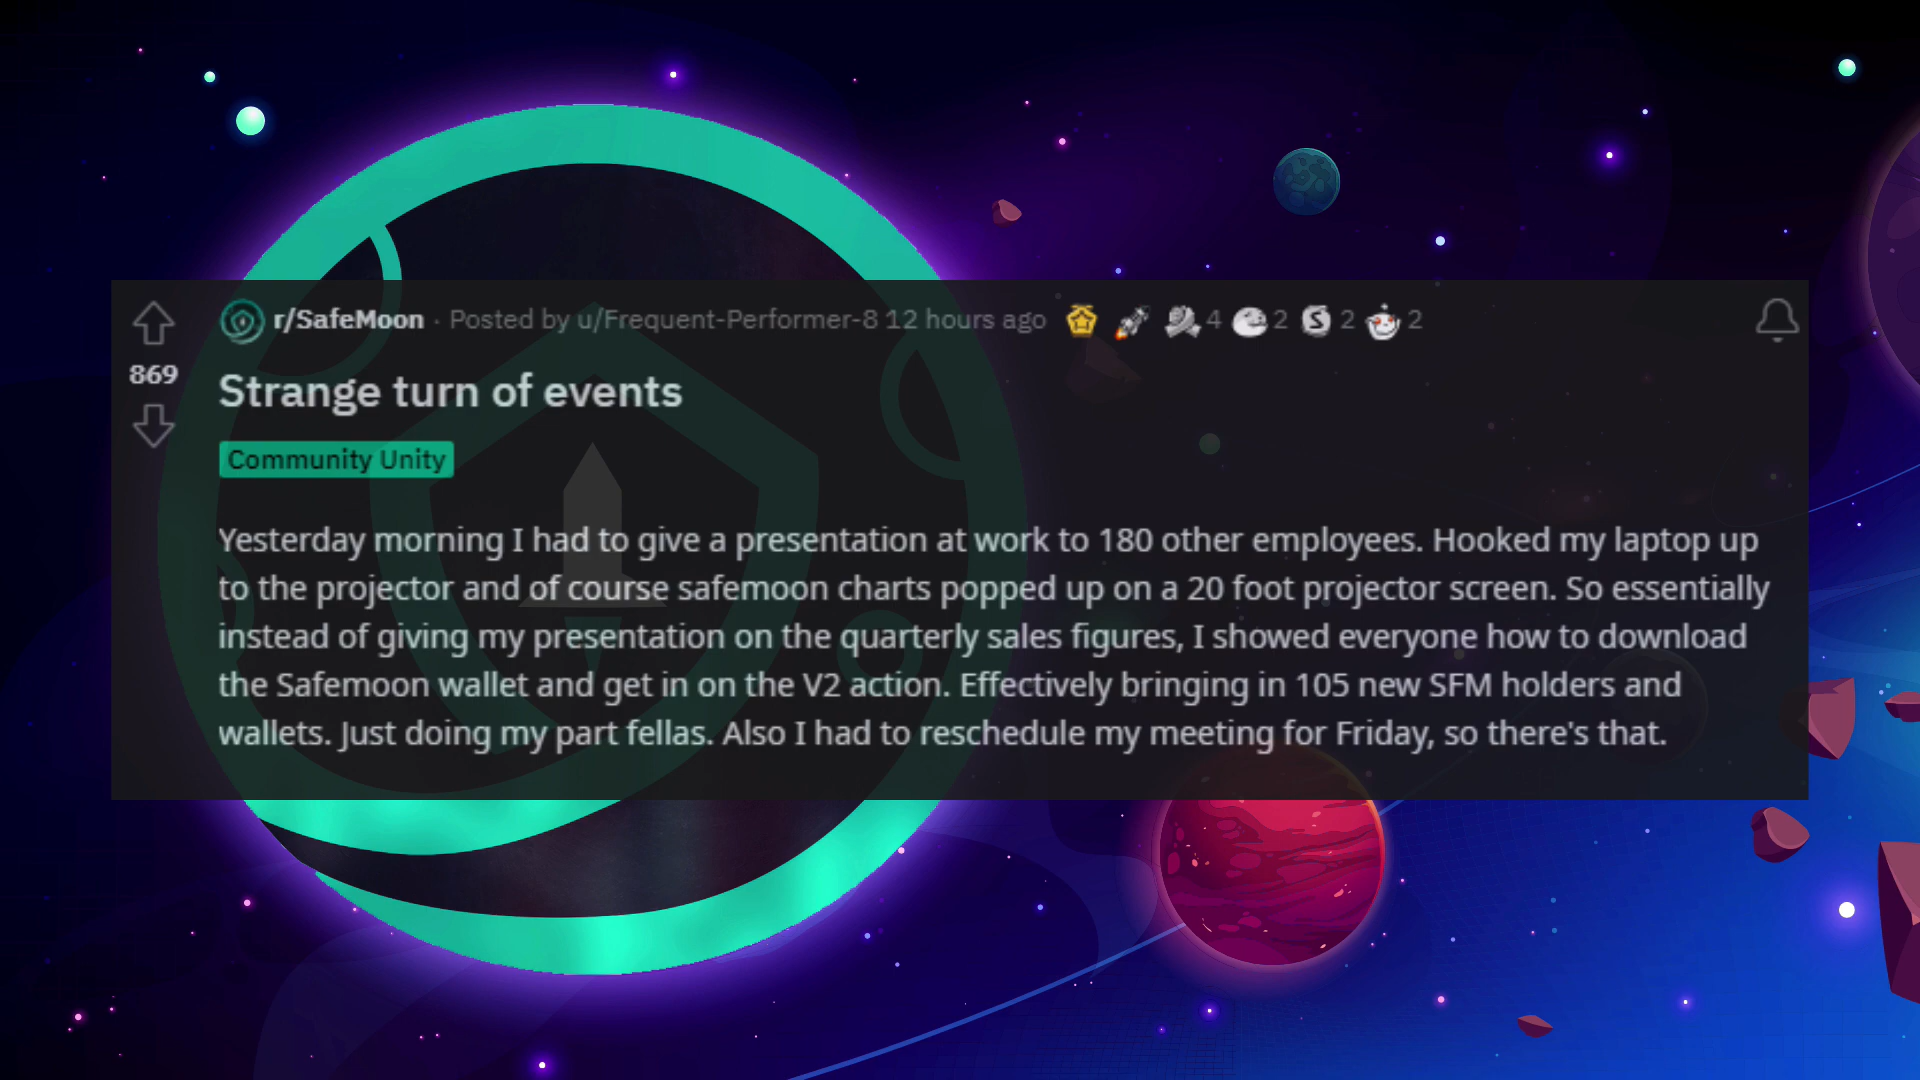 r/SafeMoon · Posted by u/Frequent-Performer-8 12 hours ago 4 2 2 2
869
Strange turn of events
Community Unity
Yesterday morning I had to give a presentation at work to 180 other employees. Hooked my laptop up
to the projector and of course safemoon charts popped up on a 20 foot projector screen. So essentially
instead of giving my presentation on the quarterly sales figures, I showed everyone how to download
the Safemoon wallet and get in on the V2 action. Effectively bringing in 105 new SFM holders and
wallets. Just doing my part fellas. Also I had to reschedule my meeting for Friday, so there's that.